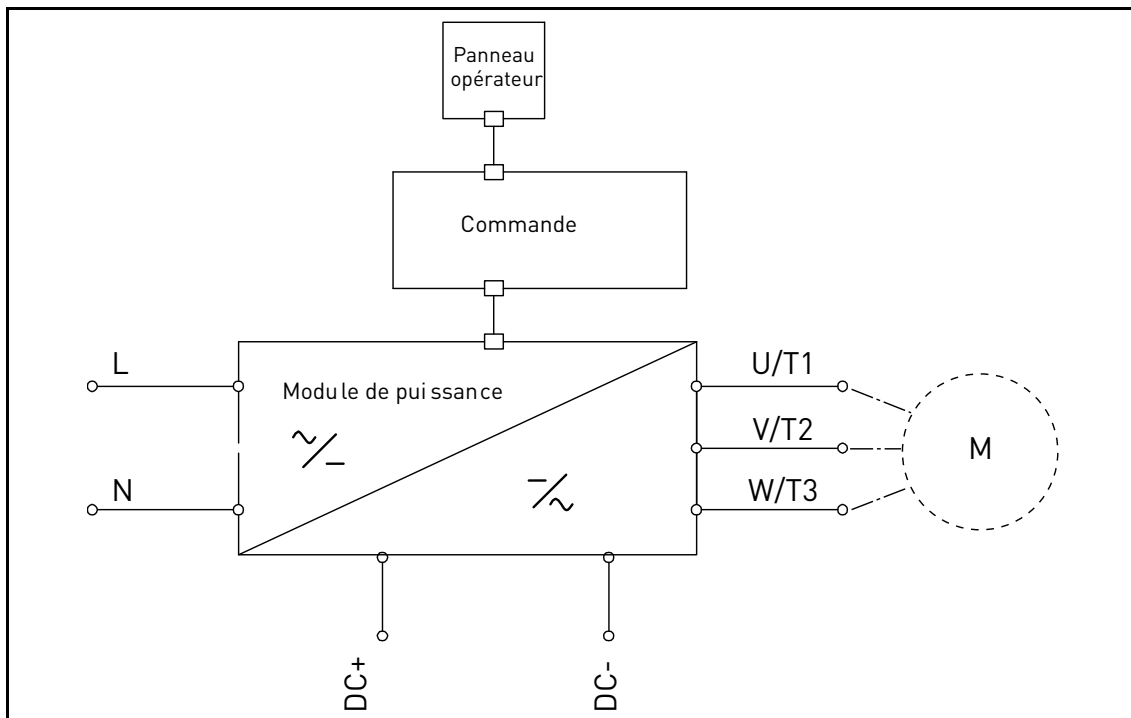 Panneau
opérateur
Commande
L
Module de puissance
N
U/T1
V/T2
W/T3
M
DC+
DC-